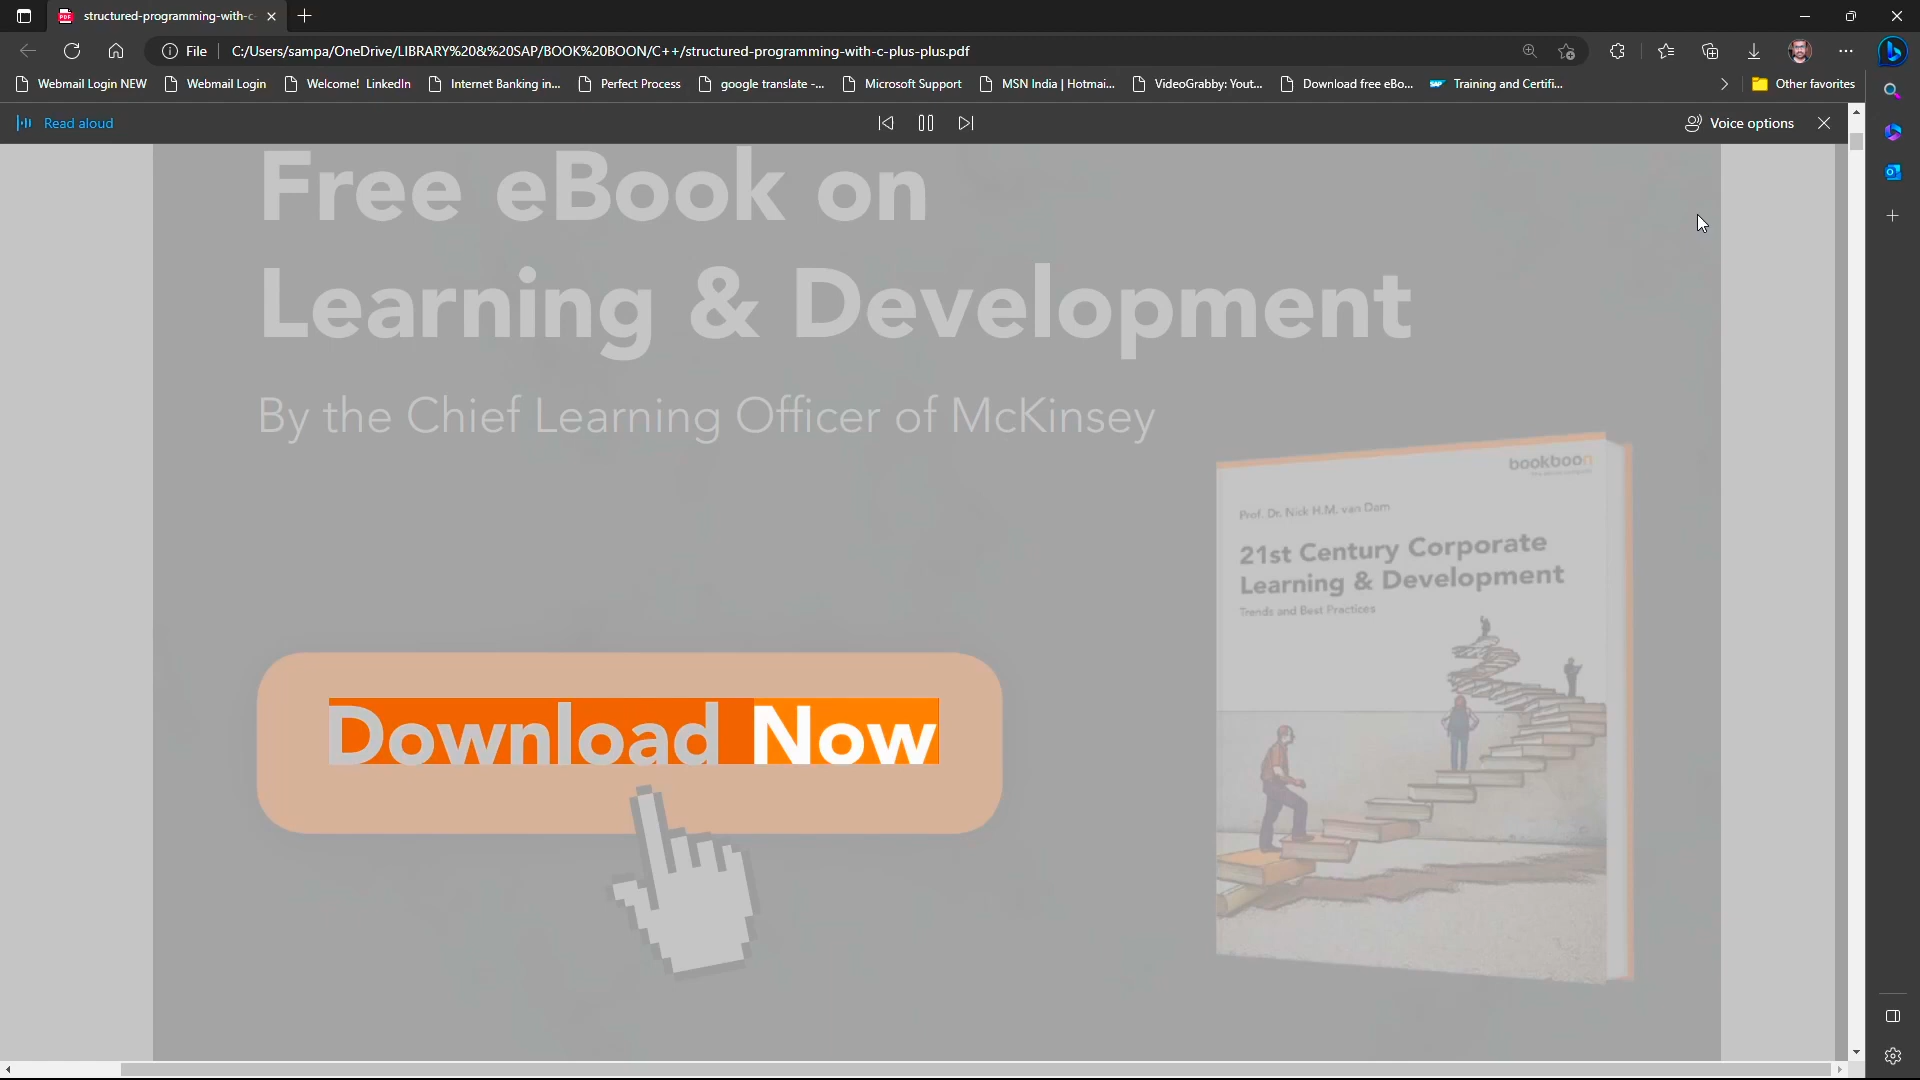 structured-programming-with-c-
File
C:/Users/sampa/OneDrive/LIBRARY%20&%20SAP/BOOK%20BOON/C++/structured-programming-with-c-plus-plus.pdf
Webmail Login NEW
Webmail Login
Welcome! LinkedIn
Internet Banking in...
Perfect Process
google translate -...
Microsoft Support
MSN India | Hotmai...
VideoGrabby: Yout...
Download free eBo...
Training and Certifi...
Other favorites
Read aloud
Voice options
Free eBook on
Learning & Development
By the Chief Learning Officer of McKinsey
bookboon
Prof. Dr. Nick H.M. van Dam
21st Century Corporate
Learning & Development
Trends and Best Practices
Download Now